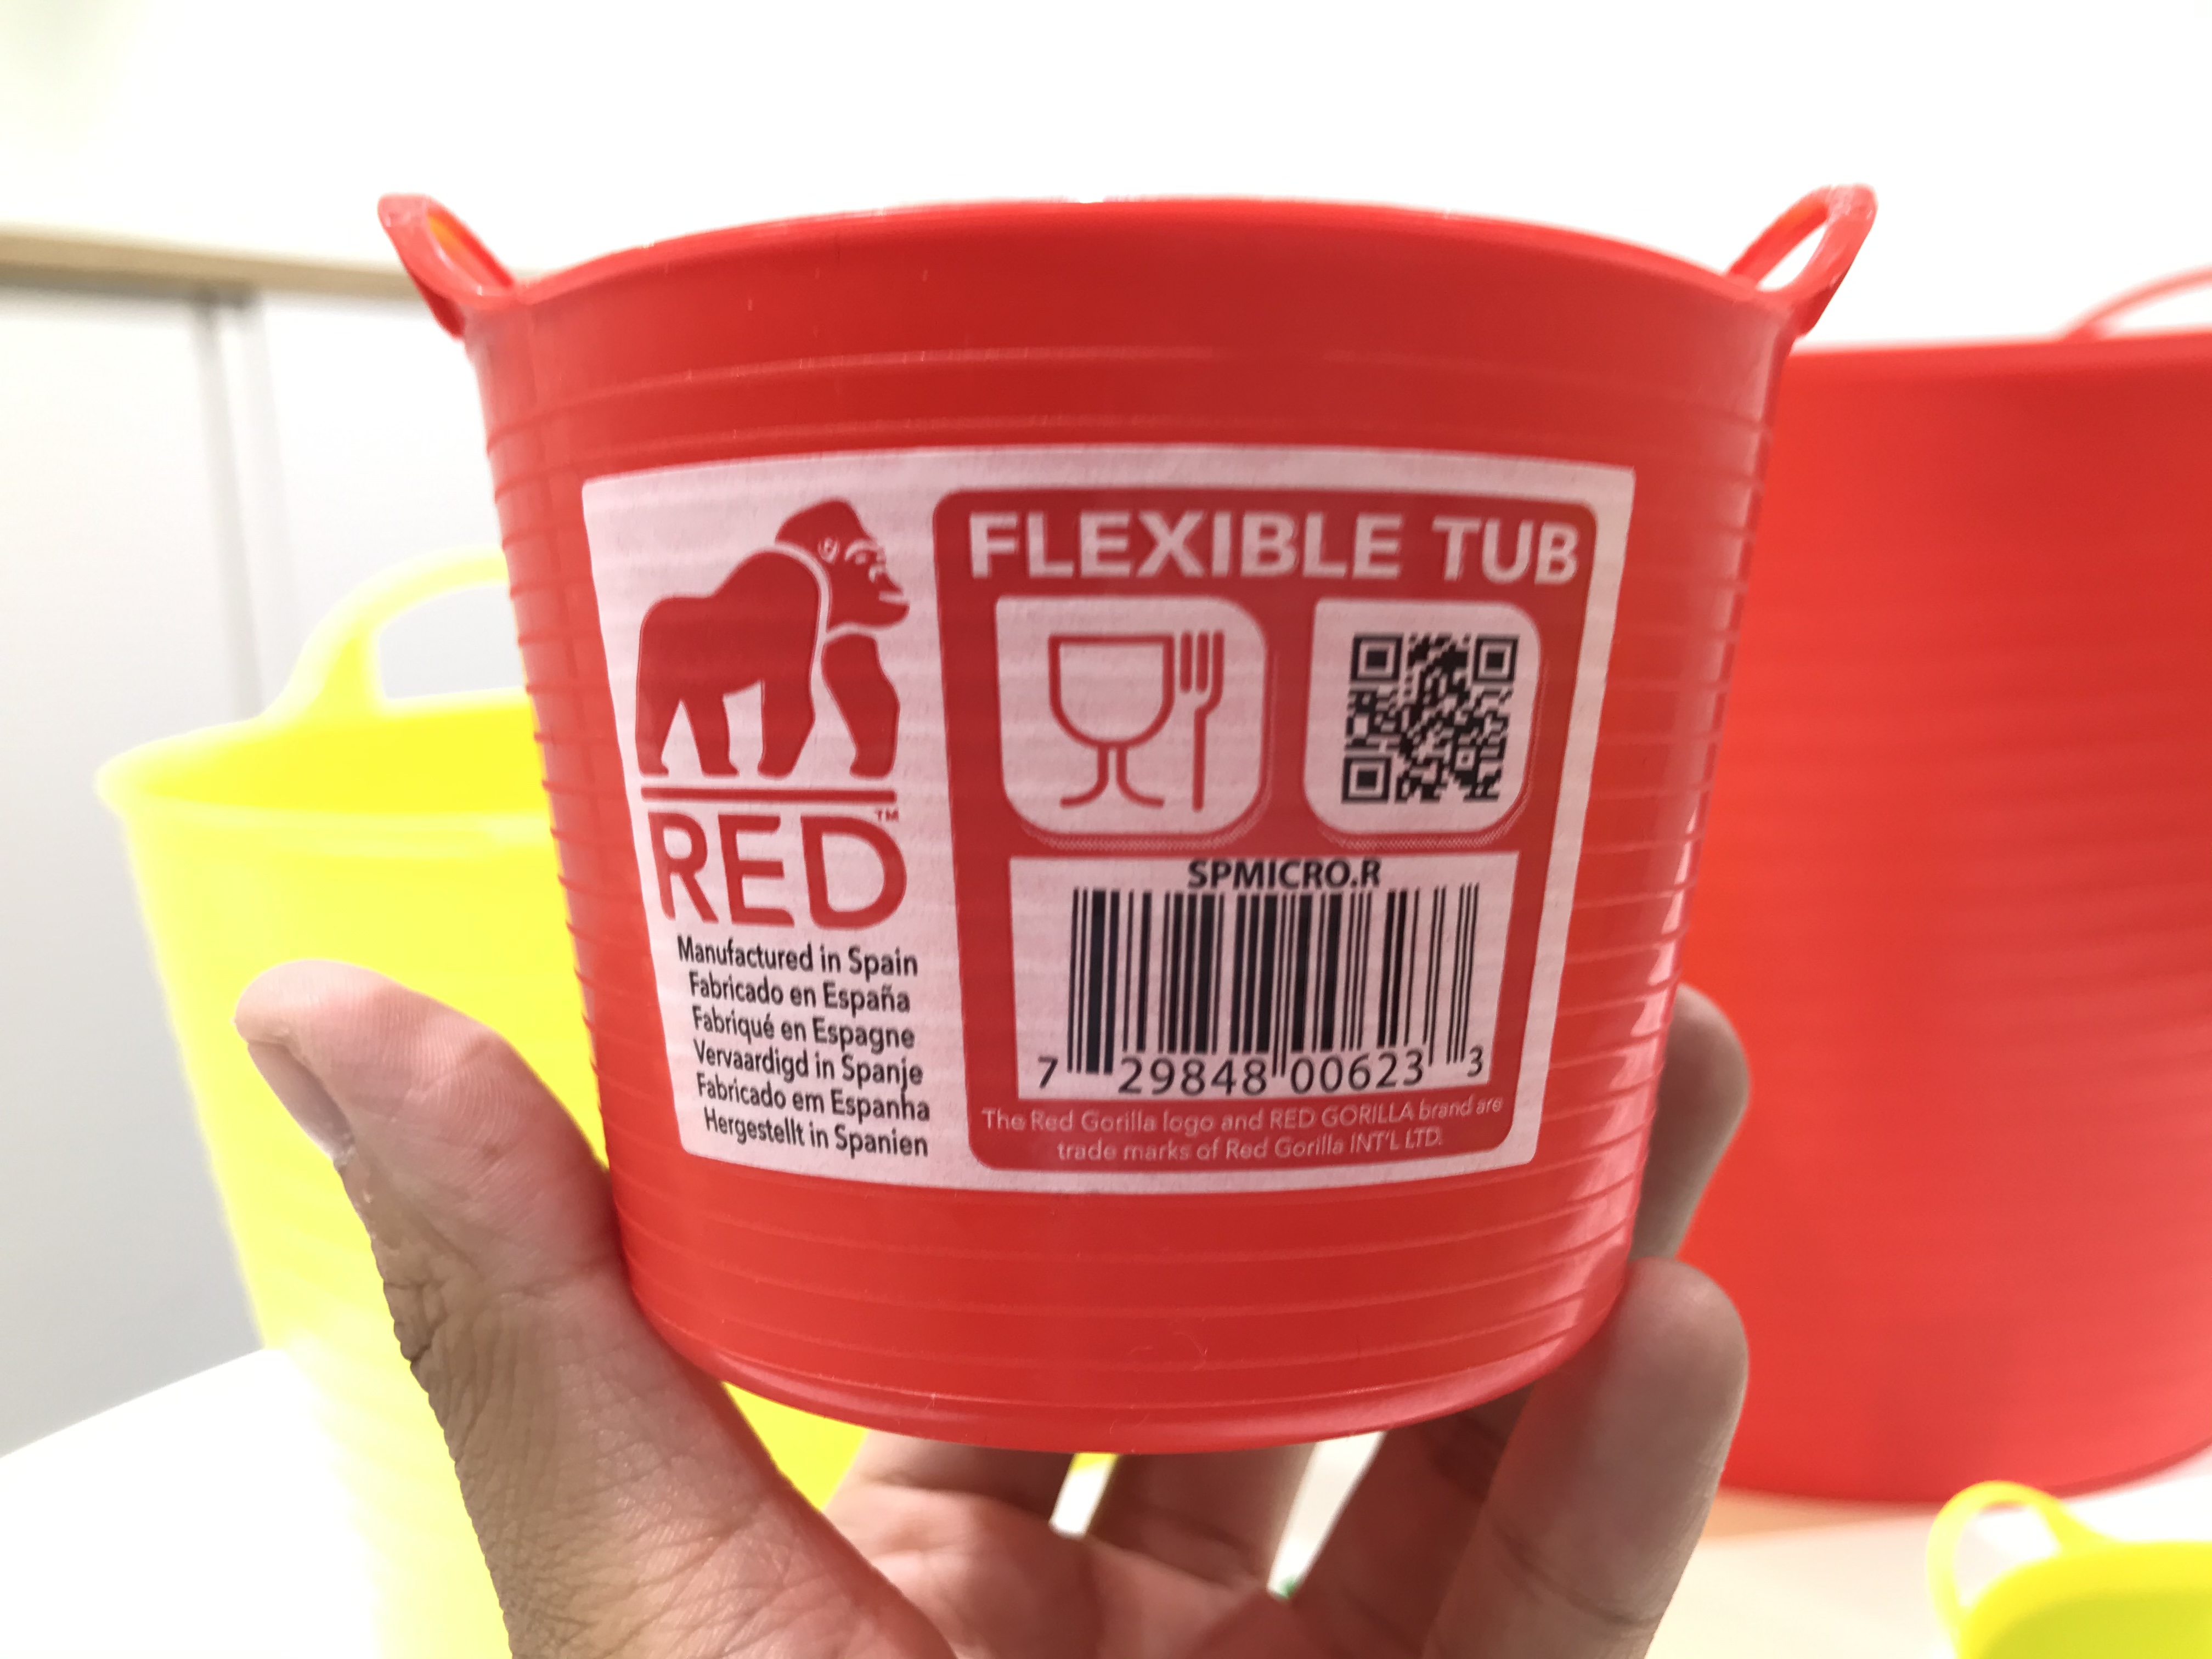 RED™
Manufactured in Spain
Fabricado en España
Fabriqué en Espagne
Vervaardigd in Spanje
Fabricado em Espanha
Hergestellt in Spanien
FLEXIBLE TUB
SPMICRO.R
7 29848 00623 3
The Red Gorilla logo and RED GORILLA brand are
trade marks of Red Gorilla INT'L LTD.